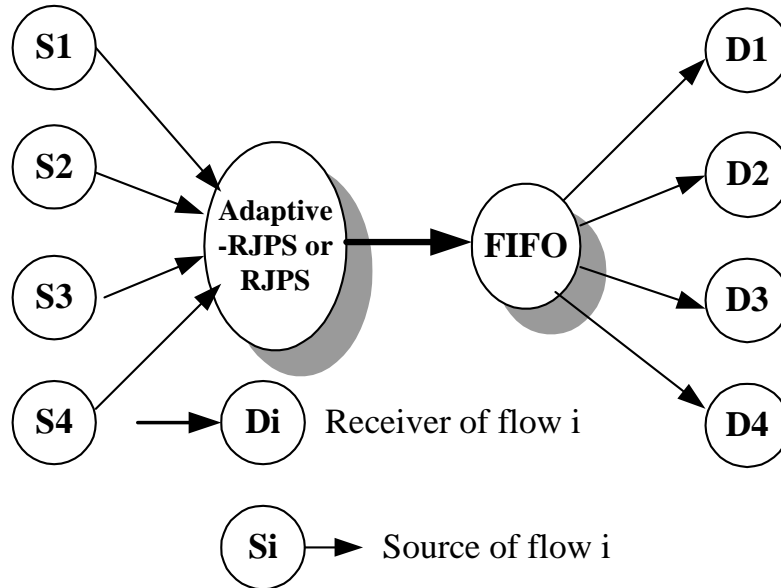 S1
S2
S3
S4
Adaptive
-RJPS or
RJPS
FIFO
D1
D2
D3
D4
Di Receiver of flow i
Si Source of flow i